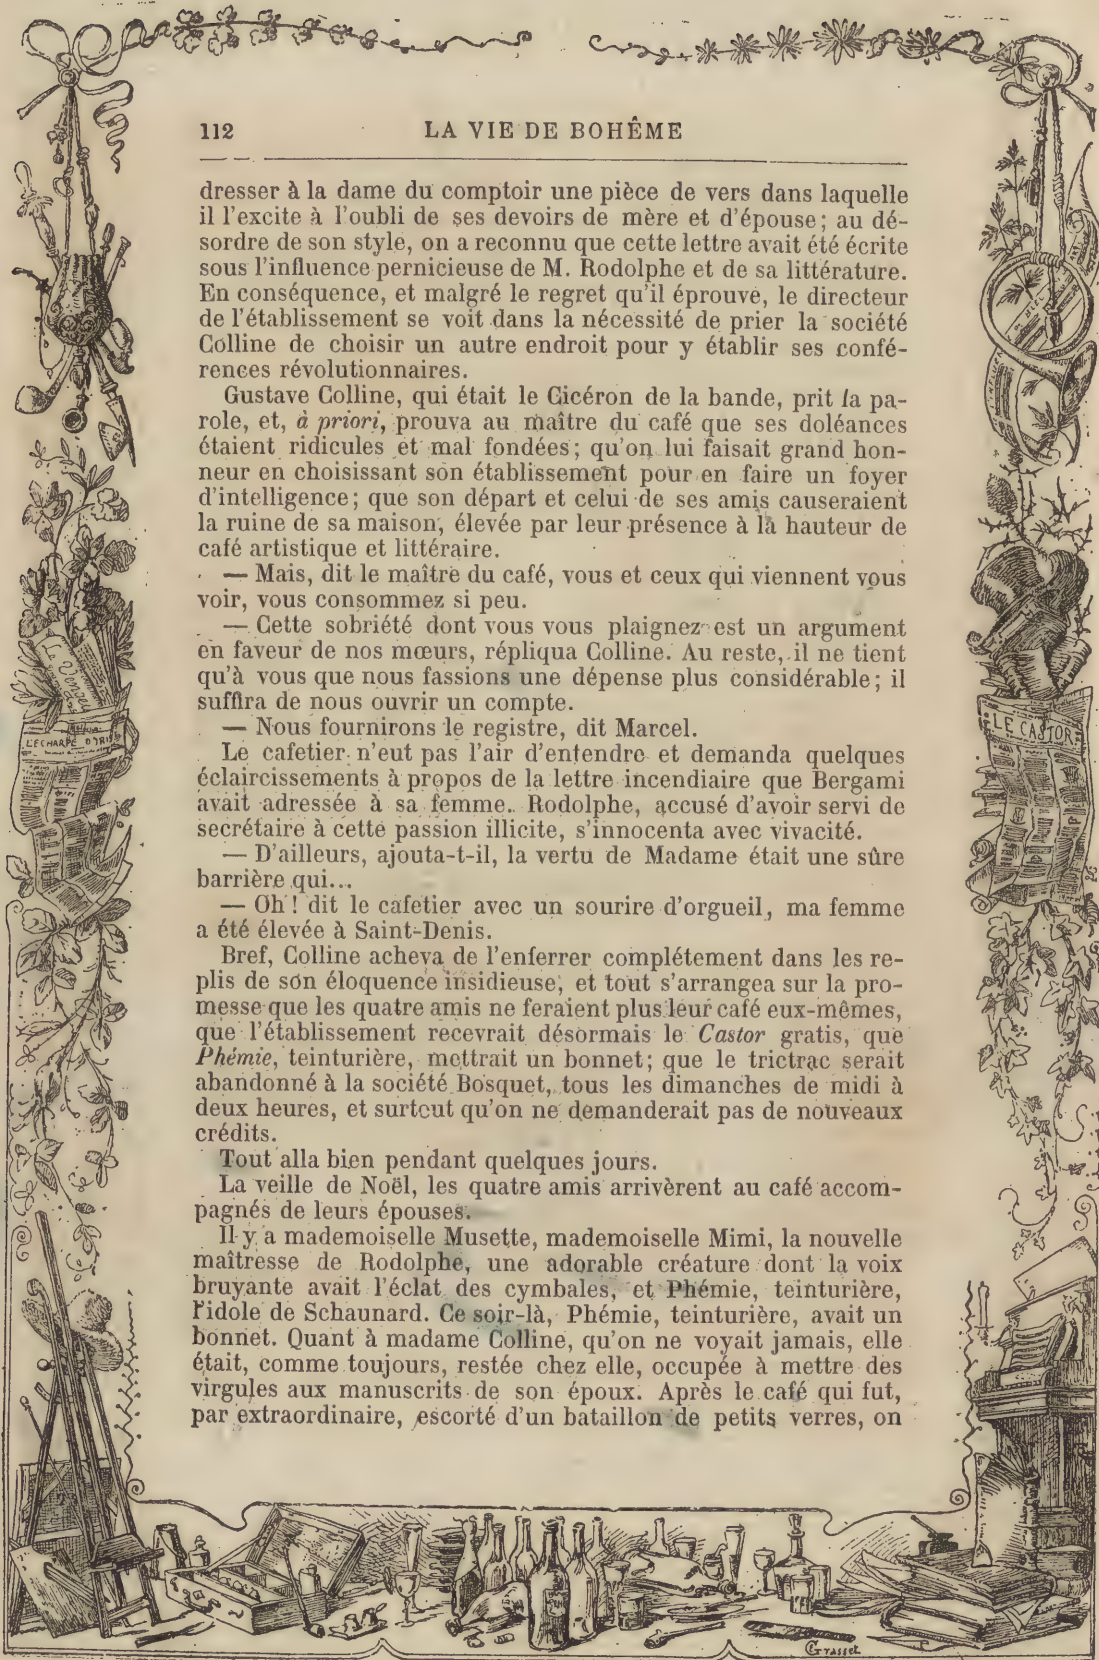 112 LA VIE DE BOHÊME
dresser à la dame du comptoir une pièce de vers dans laquelle
il l'excite à l'oubli de ses devoirs de mère et d'épouse; au dé-
sordre de son style, on a reconnu que cette lettre avait été écrite
sous l'influence pernicieuse de M. Rodolphe et de sa littérature.
En conséquence, et malgré le regret qu'il éprouve, le directeur
de l'établissement se voit dans la nécessité de prier la société
Colline de choisir un autre endroit pour y établir ses confé-
rences révolutionnaires.
Gustave Colline, qui était le Cicéron de la bande, prit la pa-
role, et, à priori, prouva au maître du café que ses doléances
étaient ridicules et mal fondées; qu'on lui faisait grand hon-
neur en choisissant son établissement pour en faire un foyer
d'intelligence; que son départ et celui de ses amis causeraient
la ruine de sa maison, élevée par leur présence à la hauteur de
café artistique et littéraire.
— Mais, dit le maître du café, vous et ceux qui viennent vous
voir, vous consommez si peu.
— Cette sobriété dont vous vous plaignez est un argument
en faveur de nos mœurs, répliqua Colline. Au reste, il ne tient
qu'à vous que nous fassions une dépense plus considérable; il
suffira de nous ouvrir un compte.
— Nous fournirons le registre, dit Marcel.
Le cafetier n'eut pas l'air d'entendre et demanda quelques
éclaircissements à propos de la lettre incendiaire que Bergami
avait adressée à sa femme. Rodolphe, accusé d'avoir servi de
secrétaire à cette passion illicite, s'innocenta avec vivacité.
— D'ailleurs, ajouta-t-il, la vertu de Madame était une sûre
barrière qui...
— Oh! dit le cafetier avec un sourire d'orgueil, ma femme
a été élevée à Saint-Denis.
Bref, Colline acheva de l'enferrer complétement dans les re-
plis de son éloquence insidieuse, et tout s'arrangea sur la pro-
messe que les quatre amis ne feraient plus leur café eux-mêmes,
que l'établissement recevrait désormais le Castor gratis, que
Phémie, teinturière, mettrait un bonnet; que le trictrac serait
abandonné à la société Bosquet, tous les dimanches de midi à
deux heures, et surtout qu'on ne demanderait pas de nouveaux
crédits.
Tout alla bien pendant quelques jours.
La veille de Noël, les quatre amis arrivèrent au café accom-
pagnés de leurs épouses.
Il y a mademoiselle Musette, mademoiselle Mimi, la nouvelle
maîtresse de Rodolphe, une adorable créature dont la voix
bruyante avait l'éclat des cymbales, et Phémie, teinturière,
l'idole de Schaunard. Ce soir-là, Phémie, teinturière, avait un
bonnet. Quant à madame Colline, qu'on ne voyait jamais, elle
était, comme toujours, restée chez elle, occupée à mettre des
virgules aux manuscrits de son époux. Après le café qui fut,
par extraordinaire, escorté d'un bataillon de petits verres, on
L'ECHARPE D'IRIS
LE CASTOR
Grasset